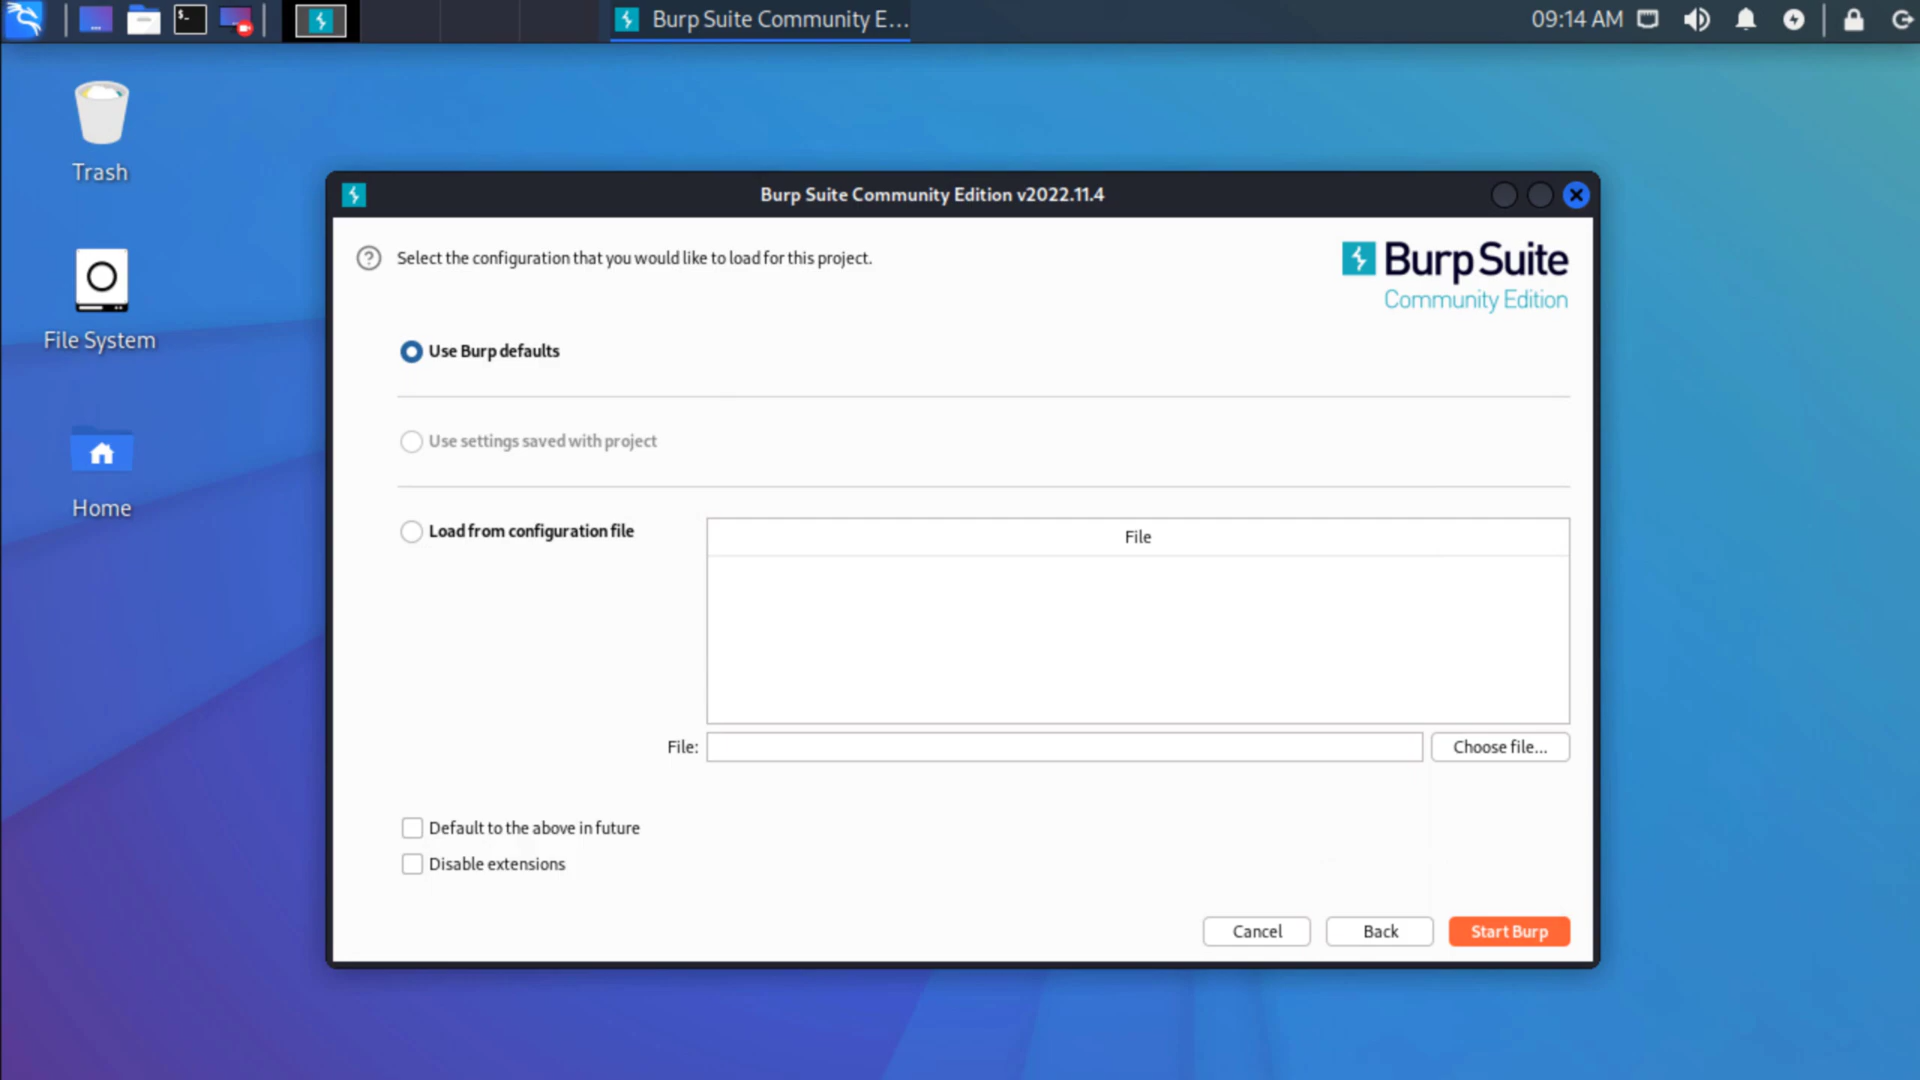 Burp Suite Community E...
09:14 AM
Trash
File System
Home
Burp Suite Community Edition v2022.11.4
Select the configuration that you would like to load for this project.
Burp Suite
Community Edition
Use Burp defaults
Use settings saved with project
Load from configuration file
File
File:
Choose file...
Default to the above in future
Disable extensions
Cancel
Back
Start Burp